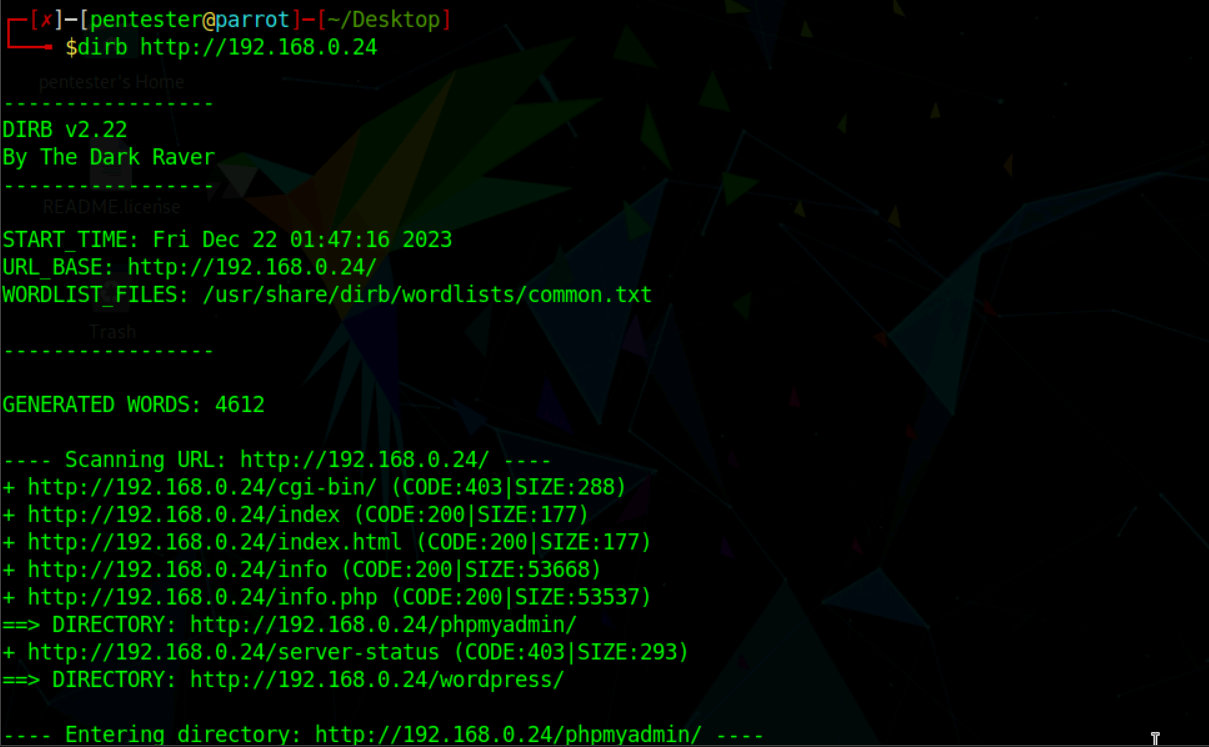 ┌─[✗]─[pentester@parrot]─[~/Desktop]
└──╼ $dirb http://192.168.0.24
pentester's Home
-----------------
DIRB v2.22
By The Dark Raver
-----------------
README.license
START_TIME: Fri Dec 22 01:47:16 2023
URL_BASE: http://192.168.0.24/
WORDLIST_FILES: /usr/share/dirb/wordlists/common.txt
Trash
-----------------
GENERATED WORDS: 4612
---- Scanning URL: http://192.168.0.24/ ----
+ http://192.168.0.24/cgi-bin/ (CODE:403|SIZE:288)
+ http://192.168.0.24/index (CODE:200|SIZE:177)
+ http://192.168.0.24/index.html (CODE:200|SIZE:177)
+ http://192.168.0.24/info (CODE:200|SIZE:53668)
+ http://192.168.0.24/info.php (CODE:200|SIZE:53537)
==> DIRECTORY: http://192.168.0.24/phpmyadmin/
+ http://192.168.0.24/server-status (CODE:403|SIZE:293)
==> DIRECTORY: http://192.168.0.24/wordpress/
---- Entering directory: http://192.168.0.24/phpmyadmin/ ----